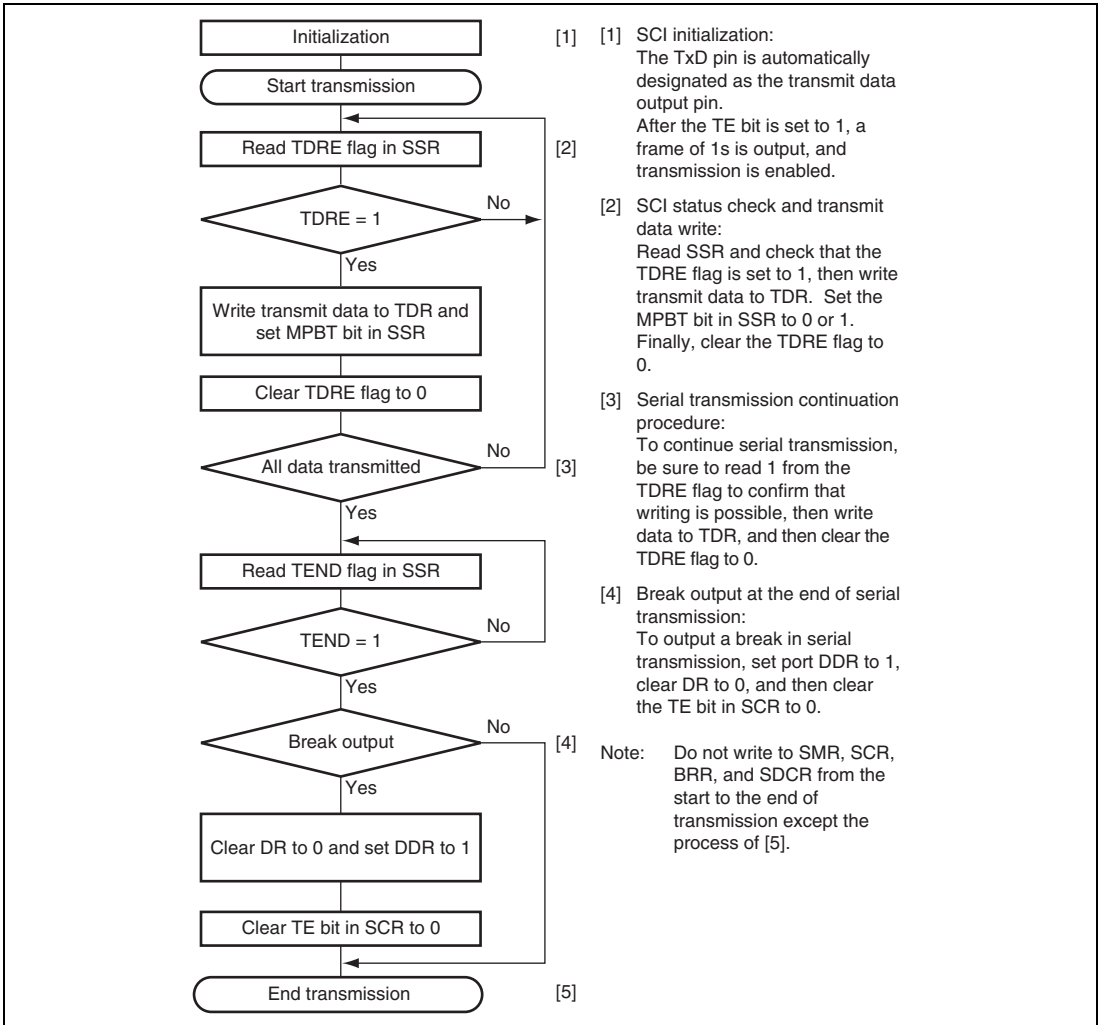 Initialization
[1]
Start transmission
Read TDRE flag in SSR
[2]
TDRE = 1
No
Yes
Write transmit data to TDR and
set MPBT bit in SSR
Clear TDRE flag to 0
All data transmitted
No
[3]
Yes
Read TEND flag in SSR
TEND = 1
No
Yes
Break output
No
[4]
Yes
Clear DR to 0 and set DDR to 1
Clear TE bit in SCR to 0
End transmission
[5]
[1] SCI initialization:
The TxD pin is automatically
designated as the transmit data
output pin.
After the TE bit is set to 1, a
frame of 1s is output, and
transmission is enabled.
[2] SCI status check and transmit
data write:
Read SSR and check that the
TDRE flag is set to 1, then write
transmit data to TDR. Set the
MPBT bit in SSR to 0 or 1.
Finally, clear the TDRE flag to
0.
[3] Serial transmission continuation
procedure:
To continue serial transmission,
be sure to read 1 from the
TDRE flag to confirm that
writing is possible, then write
data to TDR, and then clear the
TDRE flag to 0.
[4] Break output at the end of serial
transmission:
To output a break in serial
transmission, set port DDR to 1,
clear DR to 0, and then clear
the TE bit in SCR to 0.
Note: Do not write to SMR, SCR,
BRR, and SDCR from the
start to the end of
transmission except the
process of [5].